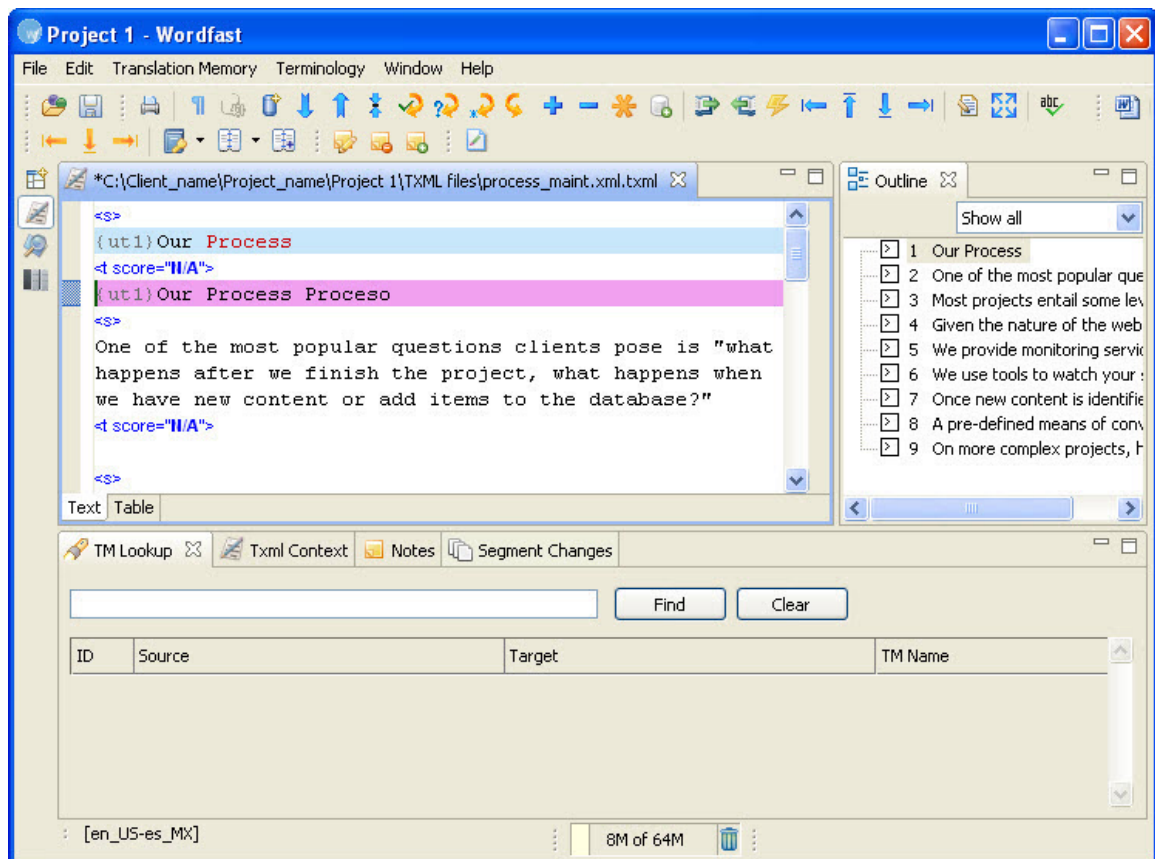 Project 1 - Wordfast
File Edit Translation Memory Terminology Window Help
abc
*C:\Client_name\Project_name\Project 1\TXML files\process_maint.xml.txml
<s>
{ut1}Our Process
<t score="N/A">
{ut1}Our Process Proceso
<s>
One of the most popular questions clients pose is "what
happens after we finish the project, what happens when
we have new content or add items to the database?"
<t score="N/A">
<s>
Text Table
Outline
Show all
1 Our Process
2 One of the most popular que
3 Most projects entail some lev
4 Given the nature of the web
5 We provide monitoring servic
6 We use tools to watch your
7 Once new content is identifie
8 A pre-defined means of conv
9 On more complex projects, h
TM Lookup Txml Context Notes Segment Changes
Find Clear
ID Source Target TM Name
[en_US-es_MX] 8M of 64M